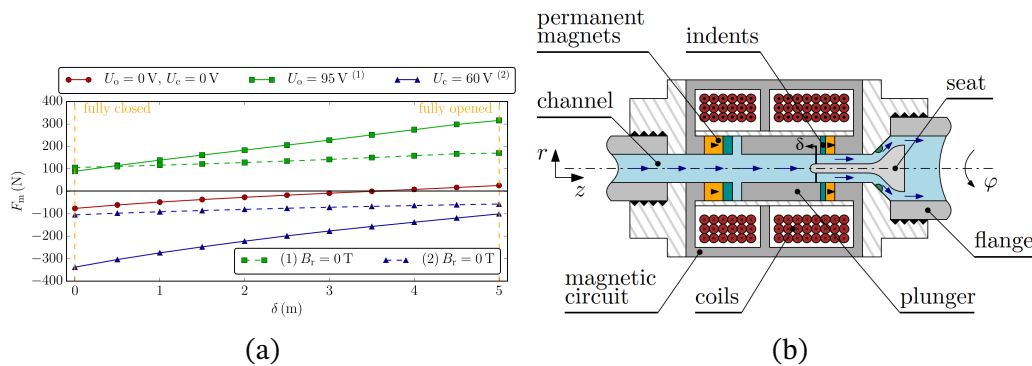 U_o = 0 V, U_c = 0 V
U_o = 95 V (1)
U_c = 60 V (2)
400
300
200
100
0
−100
−200
−300
−400
F_m (N)
fully closed
fully opened
(1) B_r = 0 T
(2) B_r = 0 T
0
1
2
3
4
5
δ (m)
(a)
permanent
magnets
indents
channel
seat
δ
r
z
φ
flange
magnetic
circuit
coils
plunger
(b)